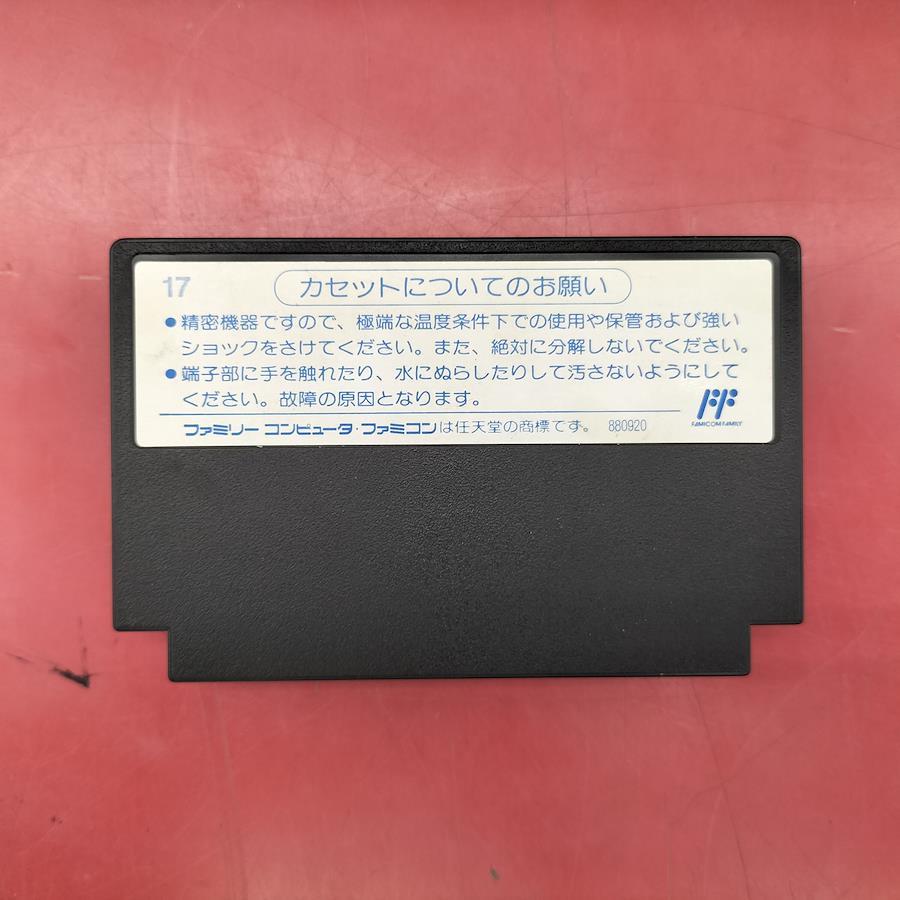 17
カセットについてのお願い
●精密機器ですので、極端な温度条件下での使用や保管および強い
ショックをさけてください。また、絶対に分解しないでください。
●端子部に手を触れたり、水にぬらしたりして汚さないようにして
ください。故障の原因となります。
FF
FAMICOM FAMILY
ファミリー コンピュータ・ファミコンは任天堂の商標です。 880920